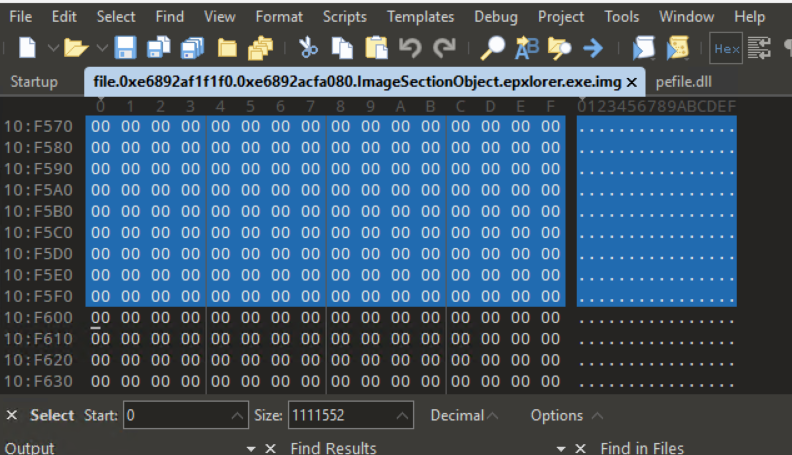 File Edit Select Find View Format Scripts Templates Debug Project Tools Window Help
Hex
Startup file.0xe6892af1f1f0.0xe6892acfa080.ImageSectionObject.epxlorer.exe.img × pefile.dll
0 1 2 3 4 5 6 7 8 9 A B C D E F 0123456789ABCDEF
10:F570 00 00 00 00 00 00 00 00 00 00 00 00 00 00 00 00 ................
10:F580 00 00 00 00 00 00 00 00 00 00 00 00 00 00 00 00 ................
10:F590 00 00 00 00 00 00 00 00 00 00 00 00 00 00 00 00 ................
10:F5A0 00 00 00 00 00 00 00 00 00 00 00 00 00 00 00 00 ................
10:F5B0 00 00 00 00 00 00 00 00 00 00 00 00 00 00 00 00 ................
10:F5C0 00 00 00 00 00 00 00 00 00 00 00 00 00 00 00 00 ................
10:F5D0 00 00 00 00 00 00 00 00 00 00 00 00 00 00 00 00 ................
10:F5E0 00 00 00 00 00 00 00 00 00 00 00 00 00 00 00 00 ................
10:F5F0 00 00 00 00 00 00 00 00 00 00 00 00 00 00 00 00 ................
10:F600 00 00 00 00 00 00 00 00 00 00 00 00 00 00 00 00 ................
10:F610 00 00 00 00 00 00 00 00 00 00 00 00 00 00 00 00 ................
10:F620 00 00 00 00 00 00 00 00 00 00 00 00 00 00 00 00 ................
10:F630 00 00 00 00 00 00 00 00 00 00 00 00 00 00 00 00 ................
× Select Start: 0 Size: 1111552 Decimal Options
Output × Find Results × Find in Files